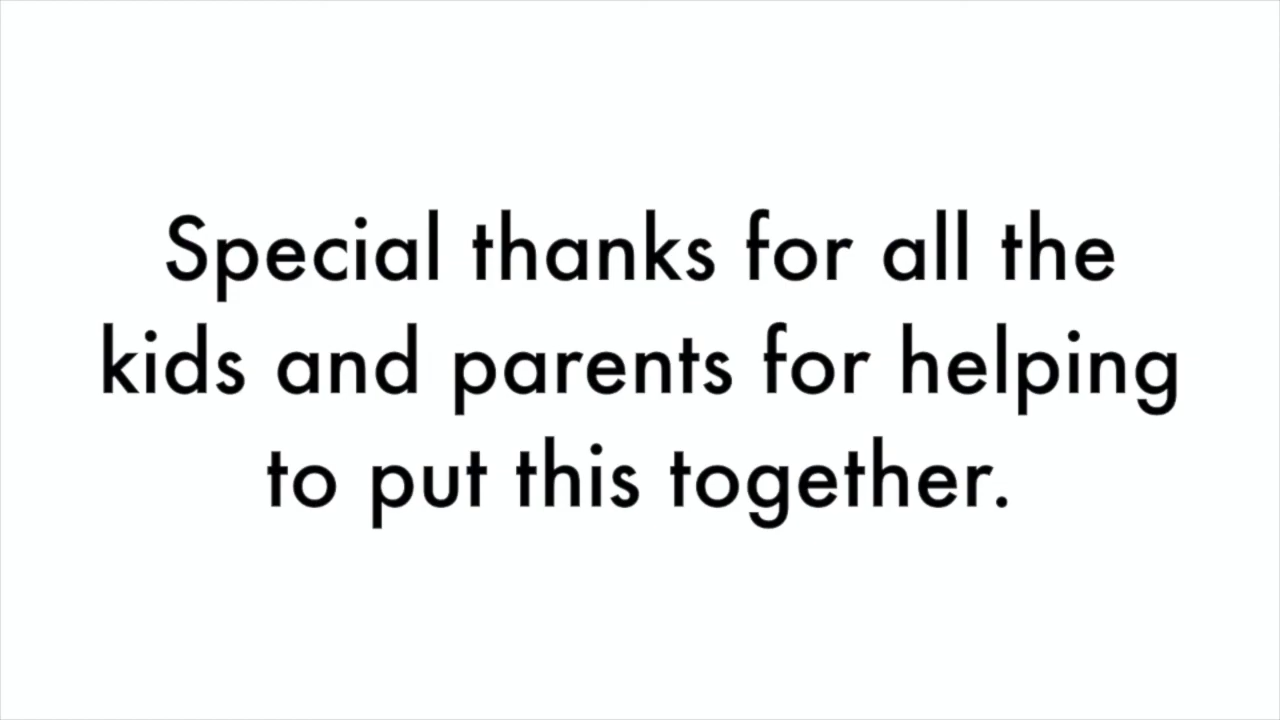 Special thanks for all the
kids and parents for helping
to put this together.